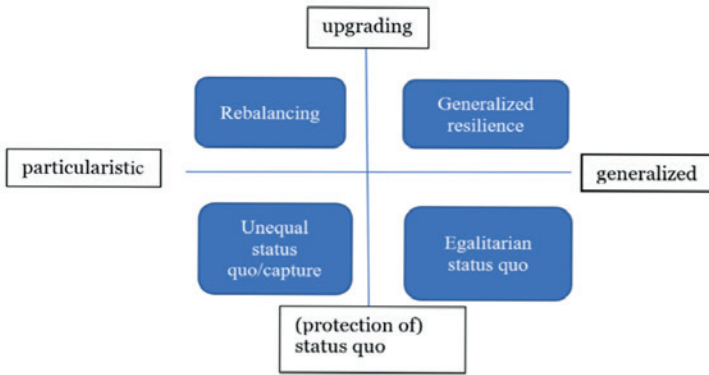 upgrading
Rebalancing
Generalized
resilience
particularistic
generalized
Unequal
status
quo/capture
Egalitarian
status quo
(protection of)
status quo